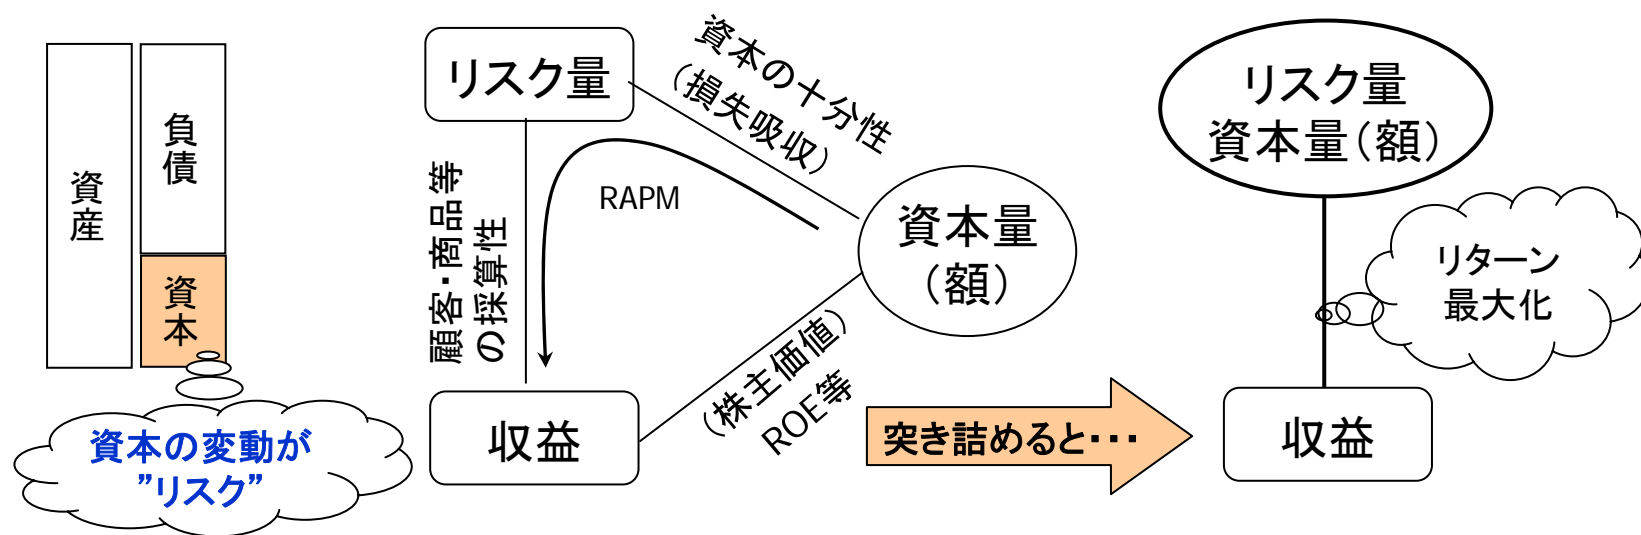 資産
負債
資本
資本の変動が
”リスク”
リスク量
資本の十分性
（損失吸収）
顧客・商品等
の採算性
RAPM
資本量
（額）
収益
（株主価値）
ROE等
突き詰めると・・・
リスク量
資本量（額）
リターン
最大化
収益